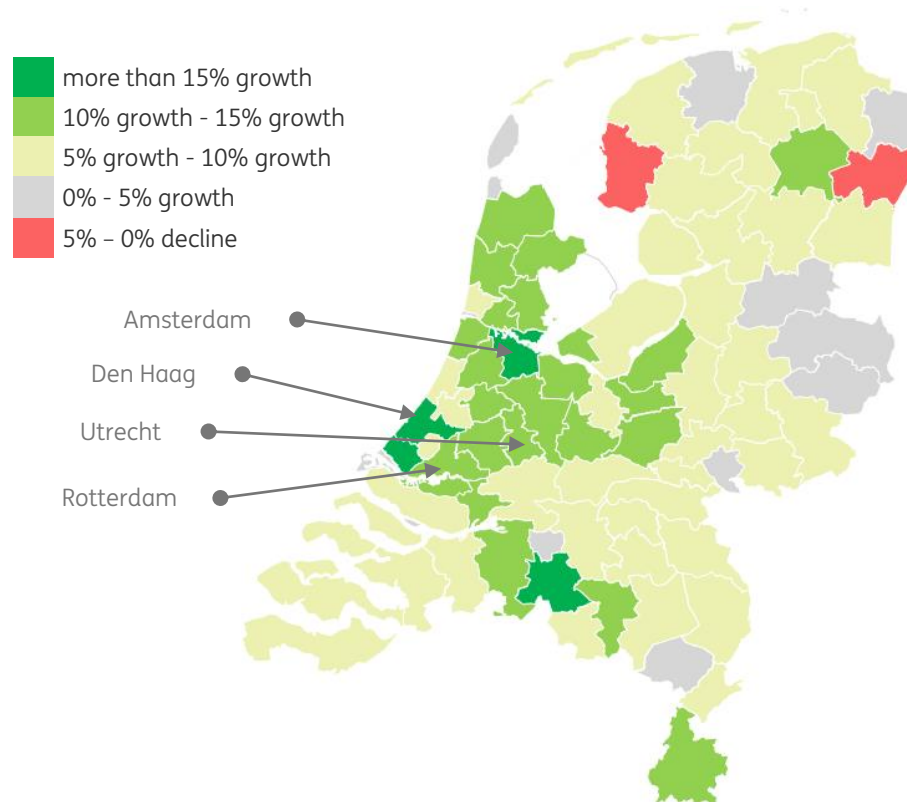 more than 15% growth
10% growth - 15% growth
5% growth - 10% growth
0% - 5% growth
5% – 0% decline
Amsterdam
Den Haag
Utrecht
Rotterdam